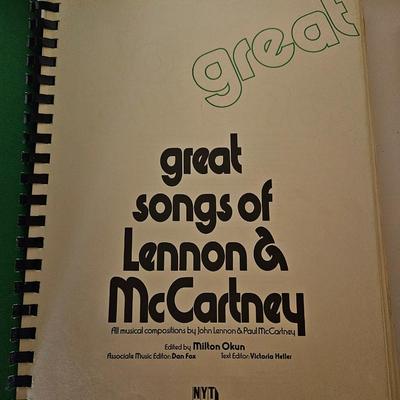 great
great
songs of
Lennon &
McCartney
All musical compositions by John Lennon & Paul McCartney
Edited by Milton Okun
Associate Music Editor: Dan Fox Text Editor: Victoria Heller
NYT